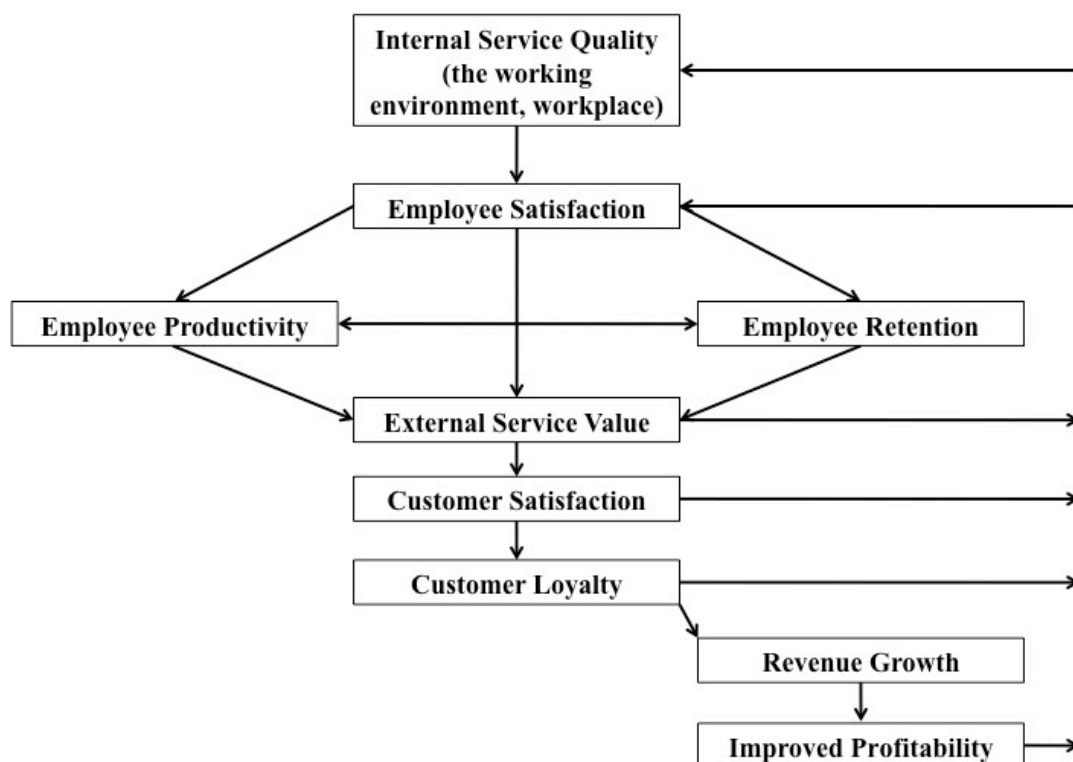 Internal Service Quality
(the working
environment, workplace)
Employee Satisfaction
Employee Productivity
Employee Retention
External Service Value
Customer Satisfaction
Customer Loyalty
Revenue Growth
Improved Profitability